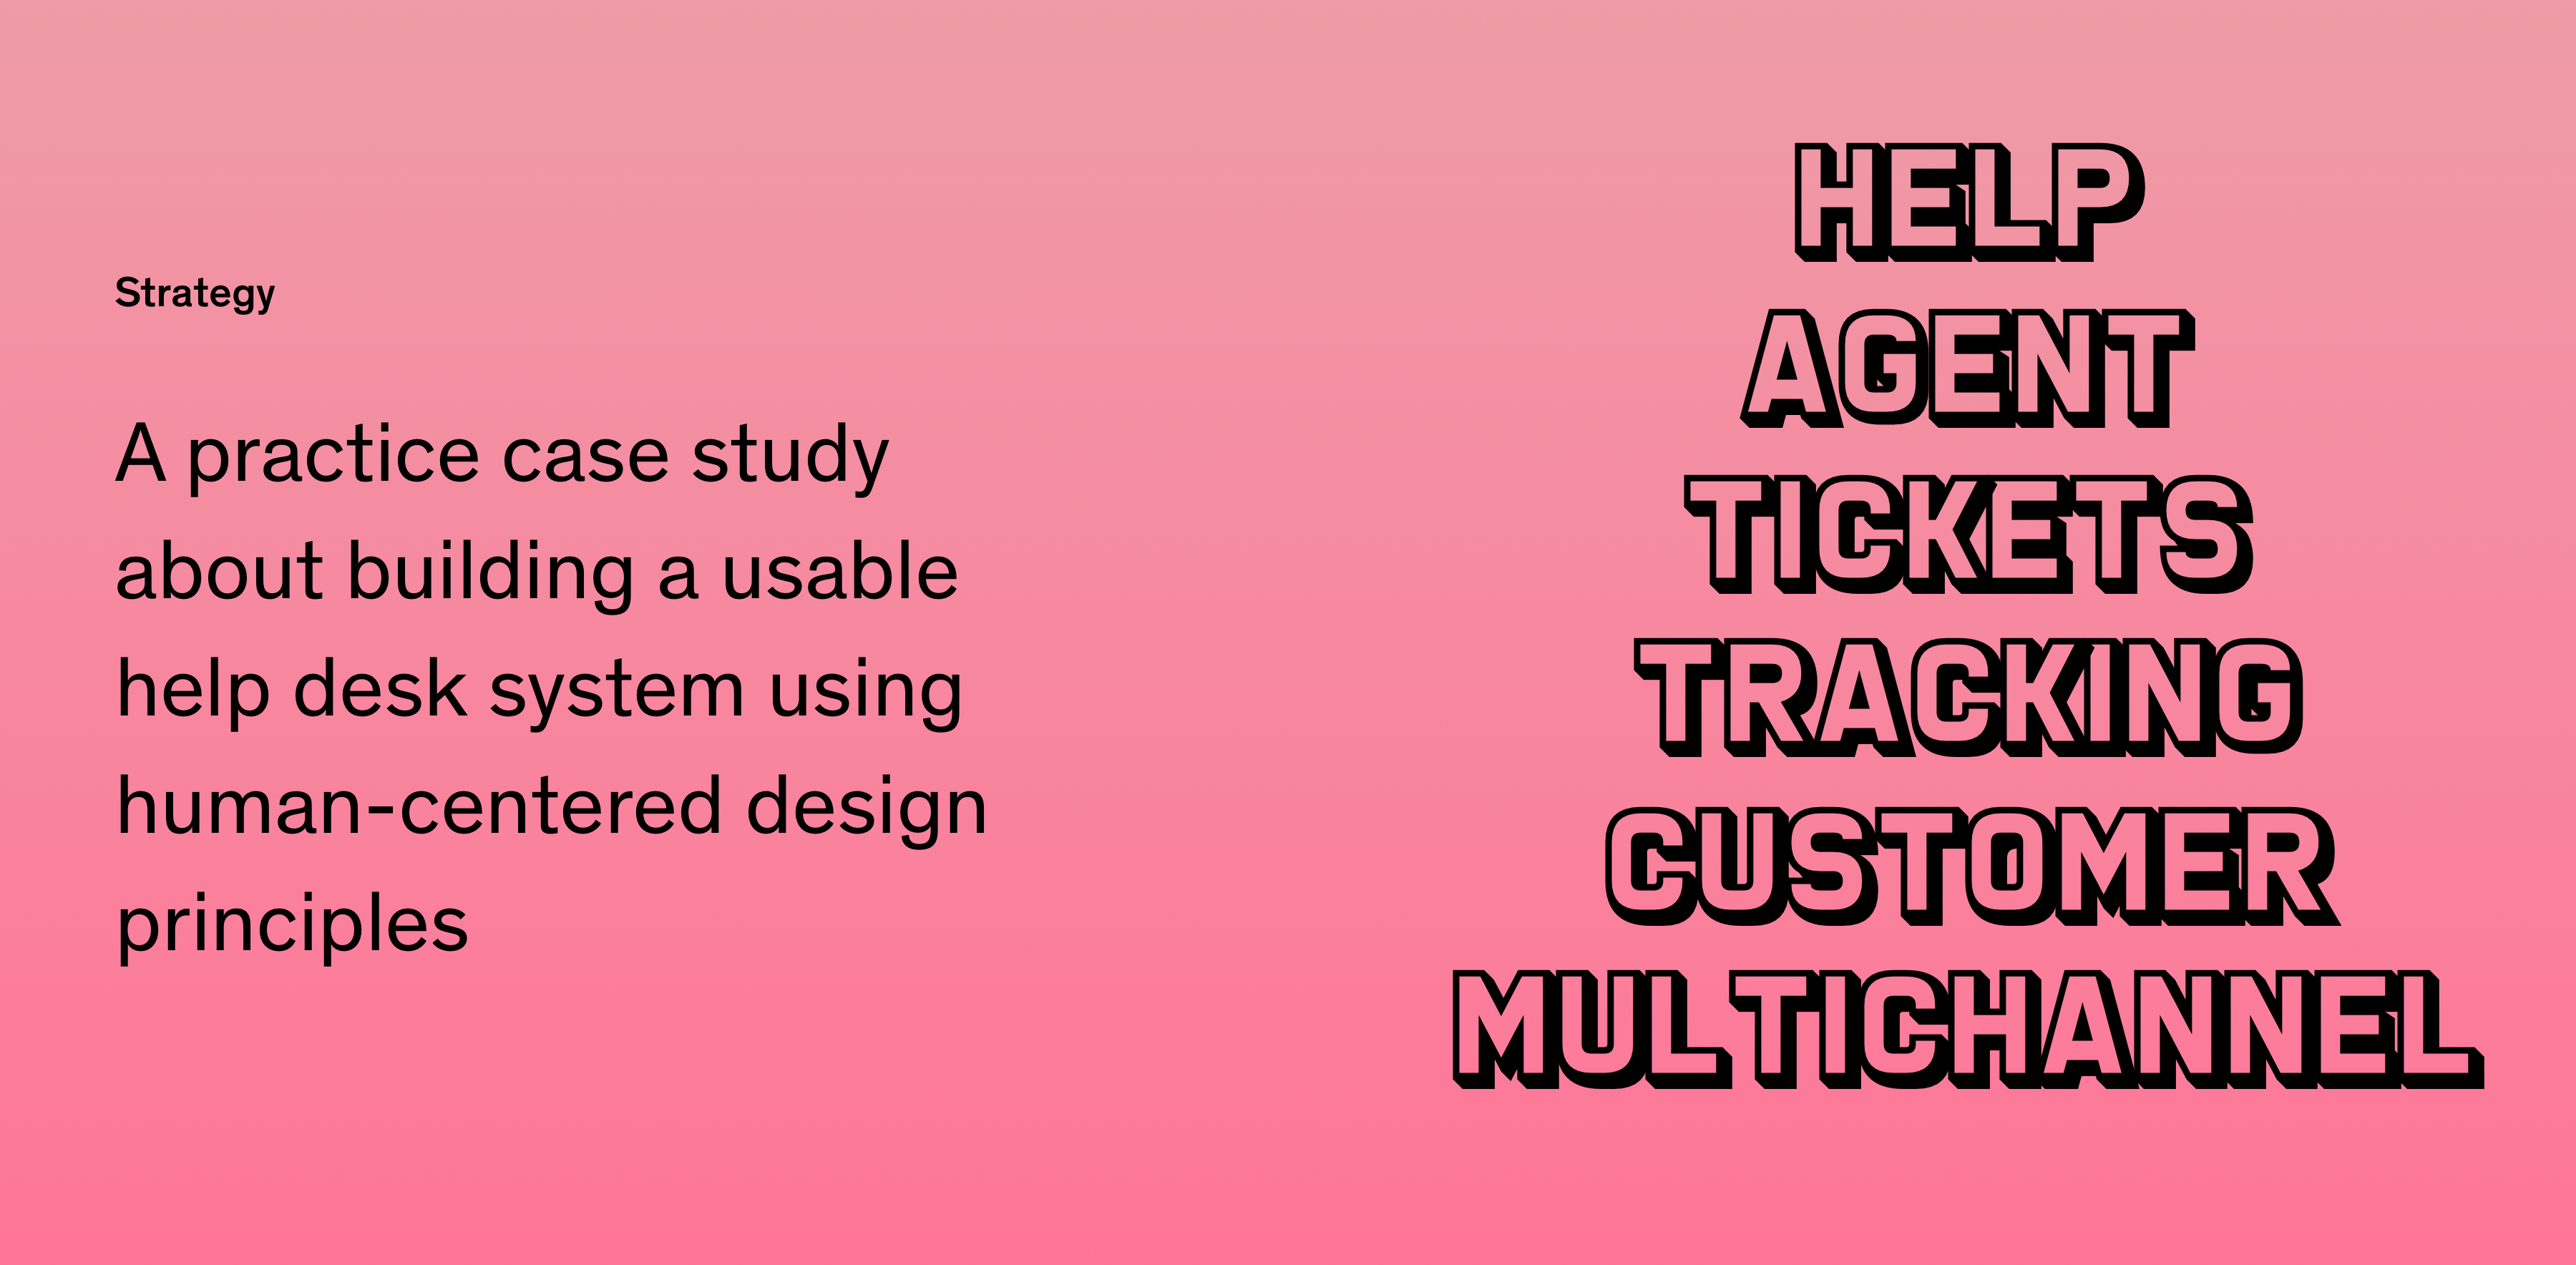 Strategy
A practice case study
about building a usable
help desk system using
human-centered design
principles
HELP
AGENT
TICKETS
TRACKING
CUSTOMER
MULTICHANNEL